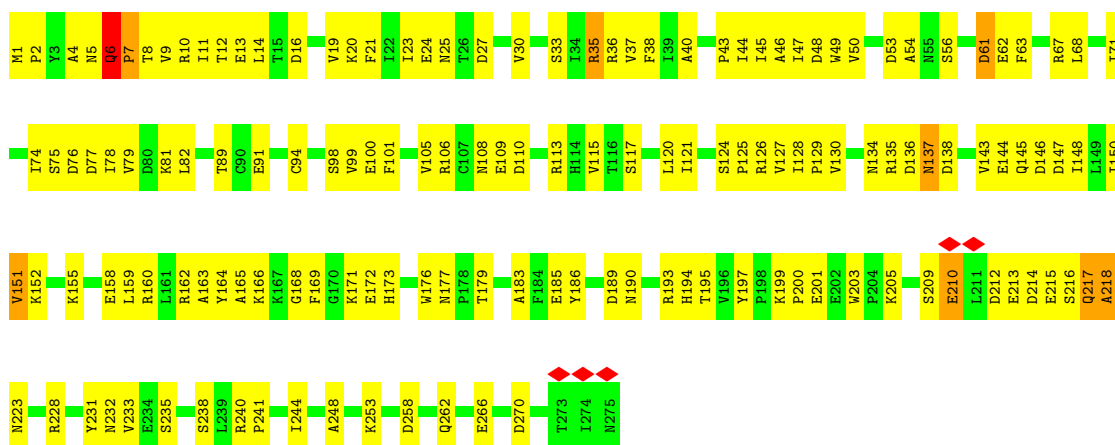 M1 P2 Y3 A4 N5 Q6 P7 T8 V9 R10 I11 T12 E13 L14 T15 D16 V19 K20 F21 I22 I23 E24 N25 T26 D27 V30 S33 I34 R35 R36 V37 F38 I39 A40 P43 I44 I45 A46 I47 D48 W49 V50 D53 A54 N55 S56 D61 E62 F63 R67 L68
I74 S75 D76 D77 I78 V79 D80 K81 L82 T89 C90 E91 C94 S98 V99 E100 F101 V105 R106 C107 N108 E109 D110 R113 H114 V115 T116 S117 L120 I121 S124 P125 R126 V127 I128 P129 V130 N134 R135 D136 N137 D138 V143 E144 Q145 D146 D147 I148 L149
V151 K152 K155 E158 L159 R160 L161 R162 A163 Y164 A165 K166 K167 G168 F169 G170 K171 E172 H173 W176 N177 P178 T179 A183 F184 E185 Y186 D189 N190 R193 H194 T195 V196 Y197 P198 K199 P200 E201 E202 W203 P204 K205 S209 E210 L211 D212 E213 D214 E215 S216 Q217 A218
N223 R228 Y231 N232 V233 E234 S235 S238 L239 R240 P241 I244 A248 K253 D258 Q262 E266 D270 T273 I274 N275